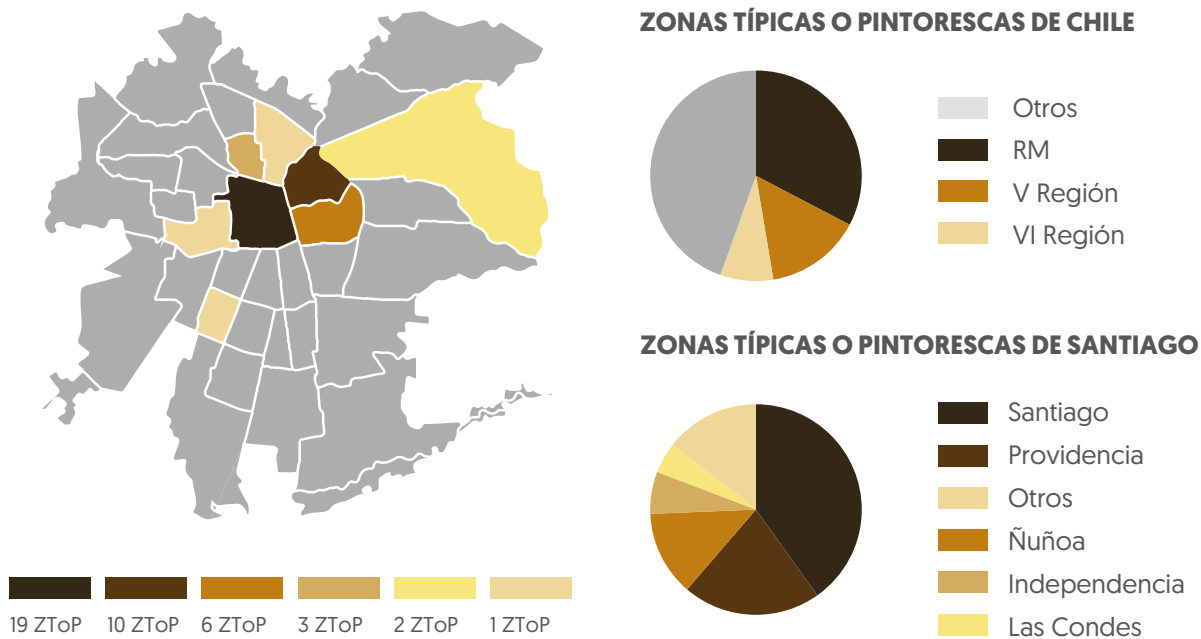 ZONAS TÍPICAS O PINTORESCAS DE CHILE
Otros
RM
V Región
VI Región
ZONAS TÍPICAS O PINTORESCAS DE SANTIAGO
Santiago
Providencia
Otros
Ñuñoa
Independencia
Las Condes
19 ZToP
10 ZToP
6 ZToP
3 ZToP
2 ZToP
1 ZToP